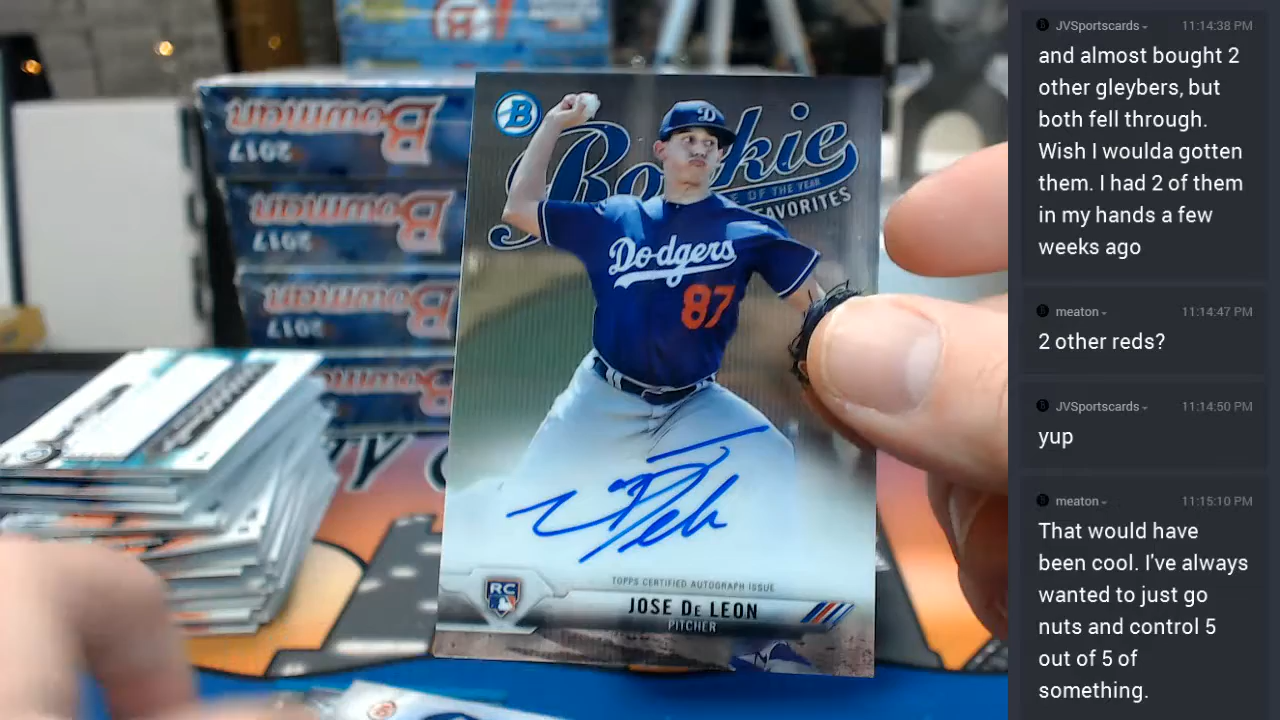 Bowman
2017
Bowman
2017
Bowman
2017
Bowman
B
Rookie
OF THE YEAR
FAVORITES
D
Dodgers
87
TOPPS CERTIFIED AUTOGRAPH ISSUE
RC
JOSE De LEON
PITCHER
JVSportscards
11:14:38 PM
and almost bought 2
other gleybers, but
both fell through.
Wish I woulda gotten
them. I had 2 of them
in my hands a few
weeks ago
meaton
11:14:47 PM
2 other reds?
JVSportscards
11:14:50 PM
yup
meaton
11:15:10 PM
That would have
been cool. I've always
wanted to just go
nuts and control 5
out of 5 of
something.